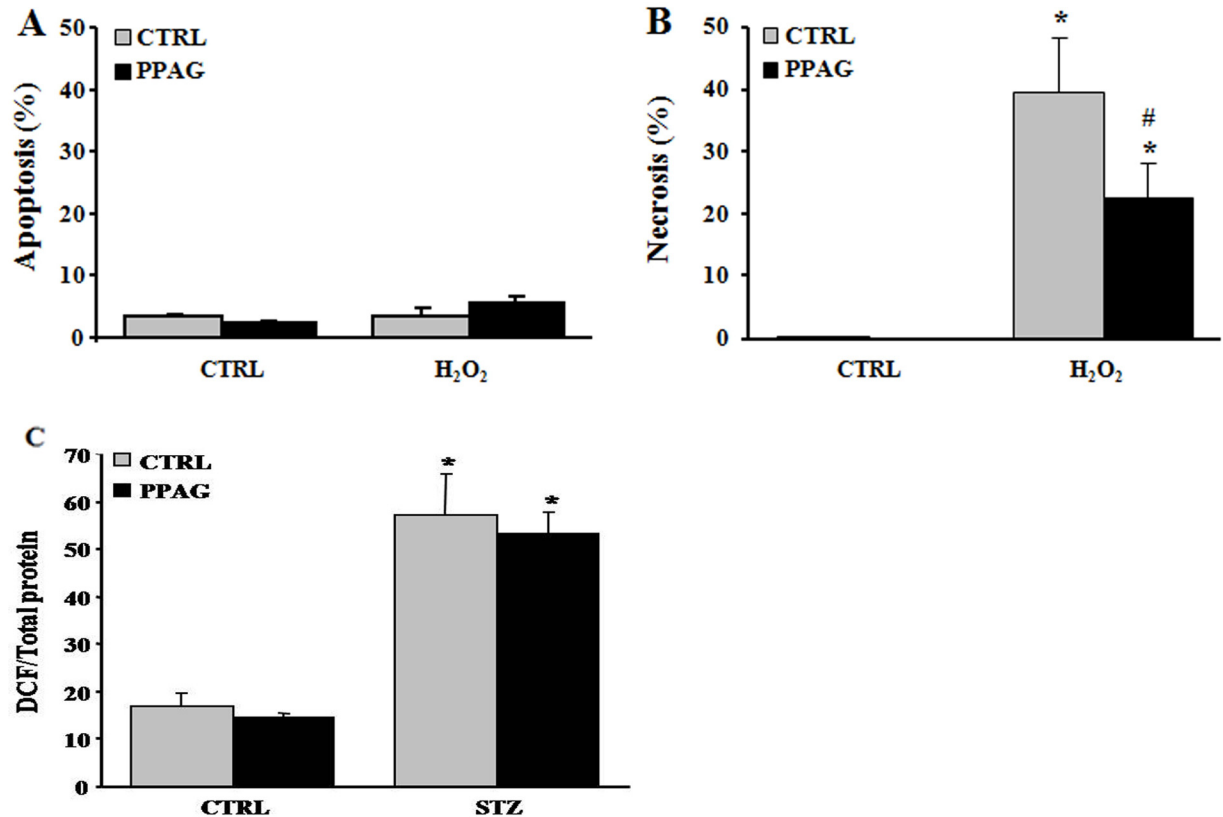 A
CTRL
PPAG
Apoptosis (%)
50
40
30
20
10
0
CTRL H₂O₂
B
CTRL
PPAG
Necrosis (%)
50
40
30
20
10
0
*
#
*
CTRL H₂O₂
C
CTRL
PPAG
DCF/Total protein
70
60
50
40
30
20
10
0
*
*
CTRL STZ